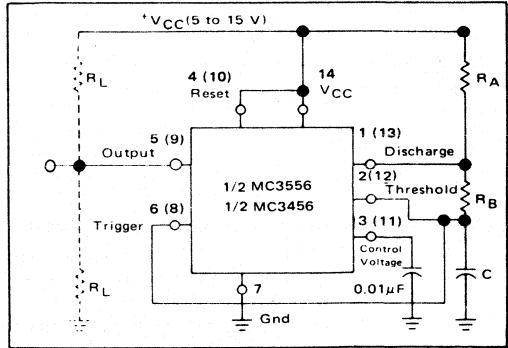 +VCC (5 to 15 V)
RL
4 (10)
Reset
14
VCC
RA
5 (9)
Output
1 (13)
Discharge
2 (12)
Threshold
RB
1/2 MC3556
1/2 MC3456
6 (8)
Trigger
3 (11)
Control
Voltage
RL
7
Gnd
0.01μF
C